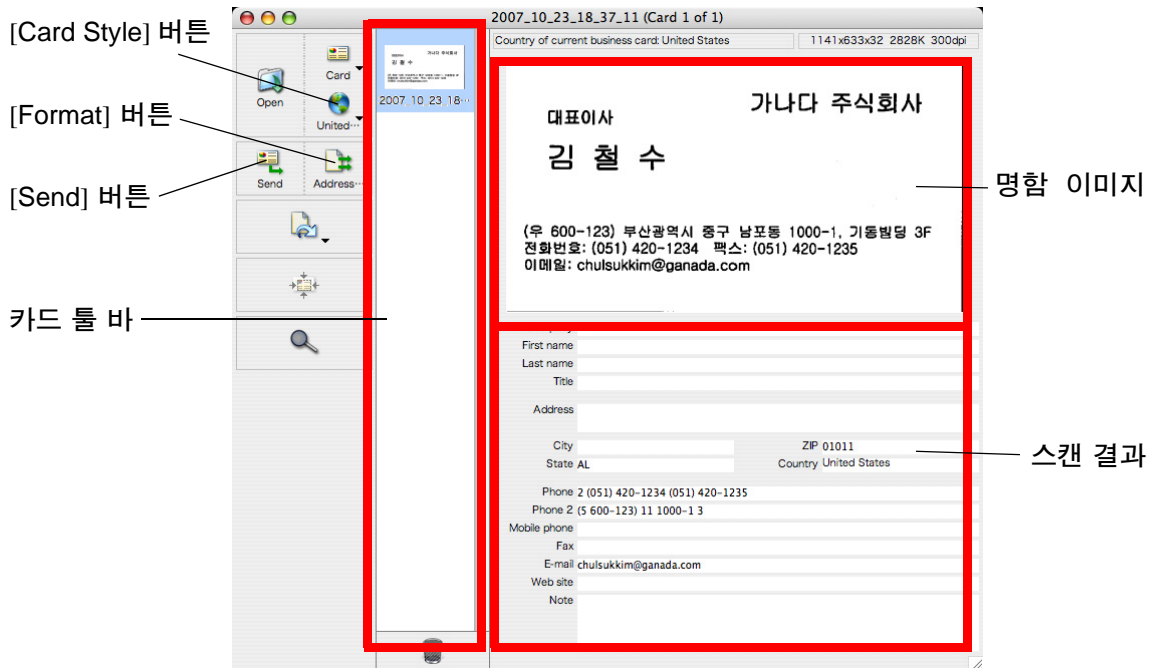 2007_10_23_18_37_11 (Card 1 of 1)
[Card Style] 버튼
[Format] 버튼
[Send] 버튼
카드 툴 바
Open
Card
United…
Send
Address…
2007_10_23_18…
Country of current business card: United States
1141x633x32 2828K 300dpi
가나다 주식회사
대표이사
김 철 수
(우 600-123) 부산광역시 중구 남포동 1000-1, 기동빌딩 3F
전화번호: (051) 420-1234 팩스: (051) 420-1235
이메일: chulsukkim@ganada.com
명함 이미지
First name
Last name
Title
Address
City
ZIP 01011
State AL
Country United States
스캔 결과
Phone 2 (051) 420-1234 (051) 420-1235
Phone 2 (5 600-123) 11 1000-1 3
Mobile phone
Fax
E-mail chulsukkim@ganada.com
Web site
Note